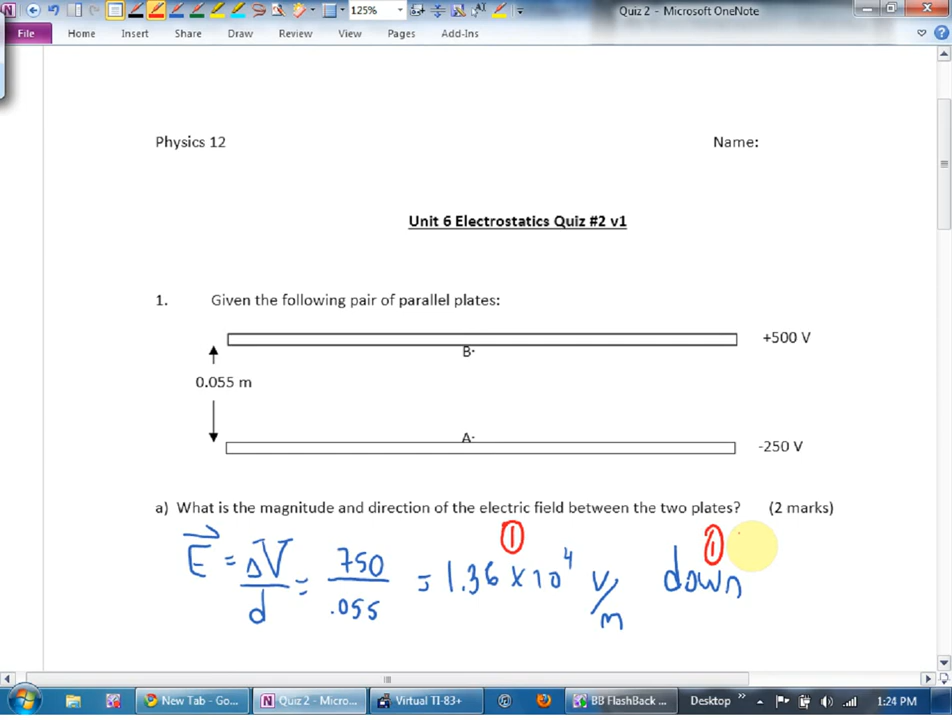 125%
Quiz 2 - Microsoft OneNote
File Home Insert Share Draw Review View Pages Add-Ins
Physics 12 Name:
Unit 6 Electrostatics Quiz #2 v1
1. Given the following pair of parallel plates:
+500 V
B·
0.055 m
A·
-250 V
a) What is the magnitude and direction of the electric field between the two plates? (2 marks)
① ①
E⃗ = ΔV/d = 750/.055 = 1.36 × 10⁴ V/m down
New Tab - Go... Quiz 2 - Micro... Virtual TI-83+ BB FlashBack ... Desktop » 1:24 PM